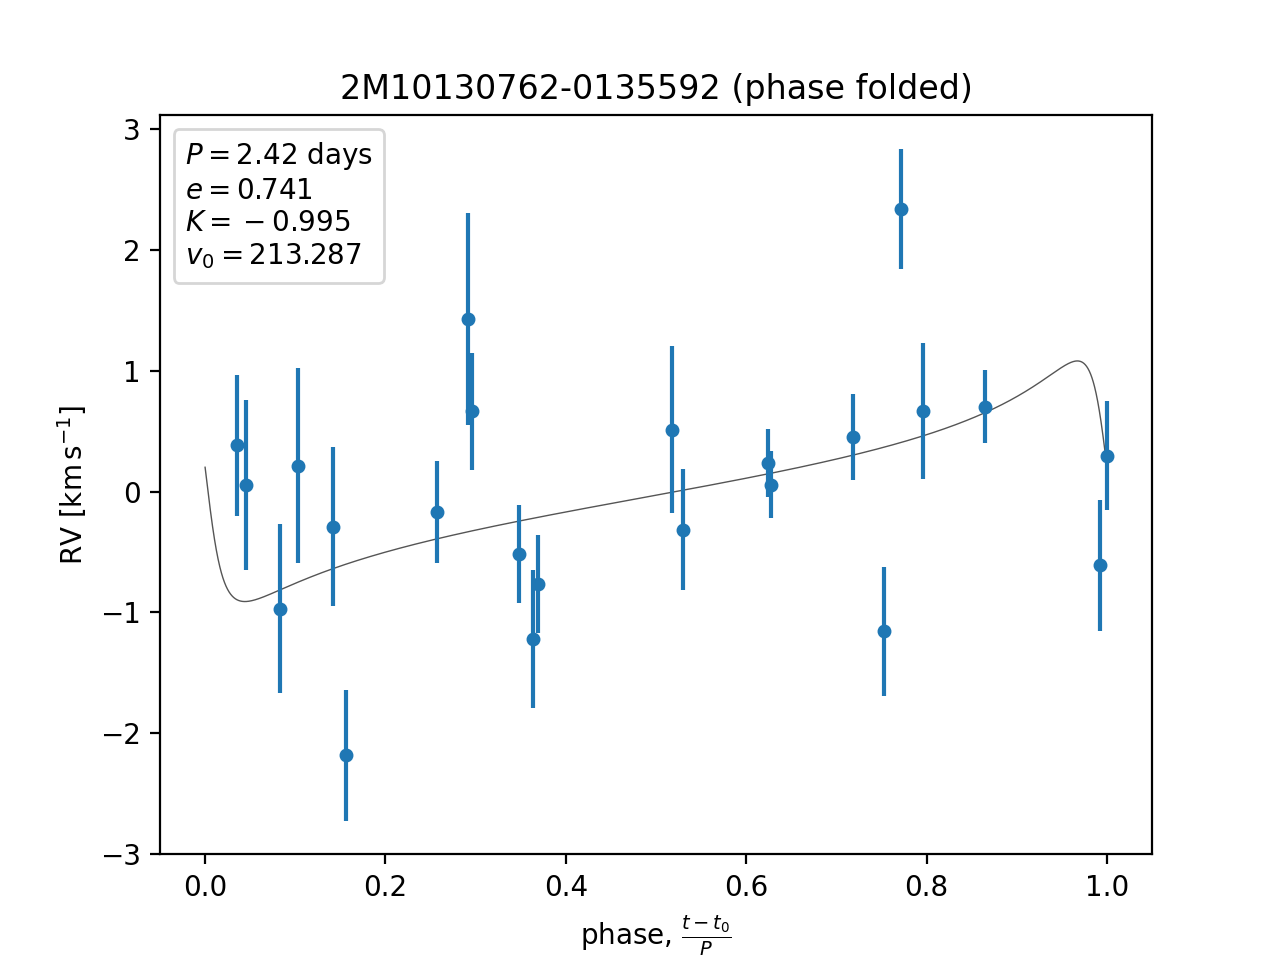 2M10130762-0135592 (phase folded)
P = 2.42 days
e = 0.741
K = −0.995
v₀ = 213.287
3
2
1
0
−1
−2
−3
RV [km s⁻¹]
0.0 0.2 0.4 0.6 0.8 1.0
phase, (t − t₀)/P